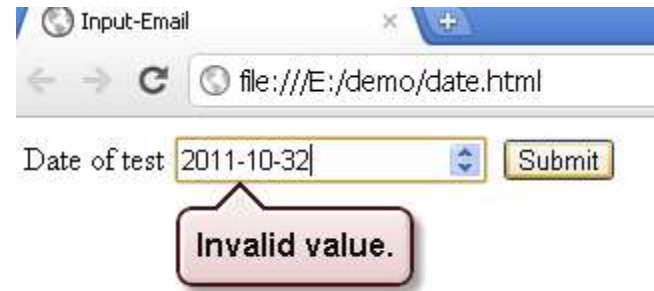 Input-Email
file:///E:/demo/date.html
Date of test 2011-10-32 Submit
Invalid value.